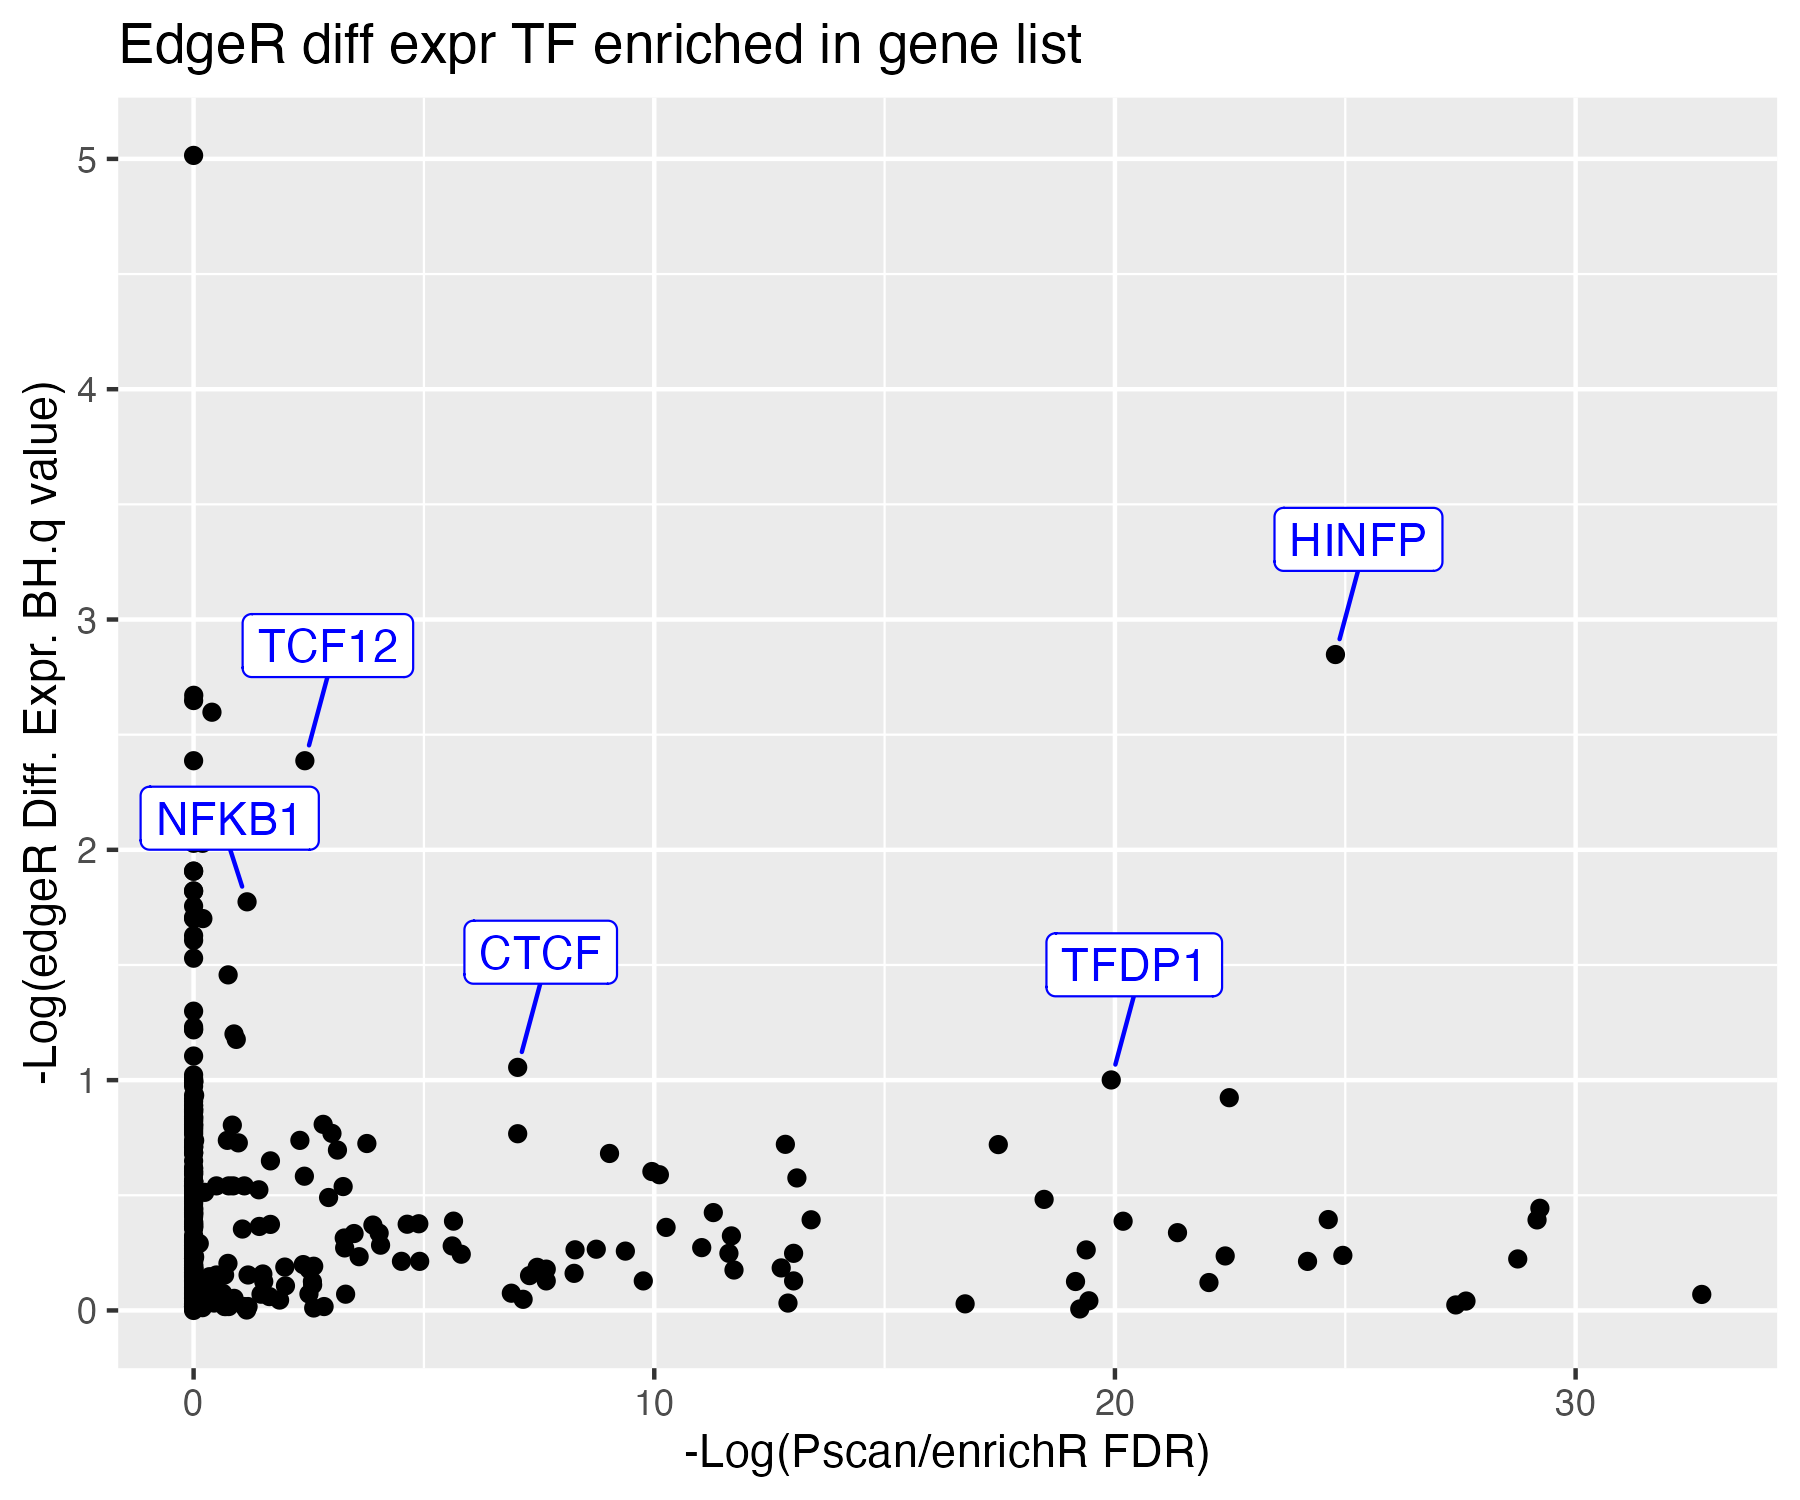 EdgeR diff expr TF enriched in gene list
-Log(edgeR Diff. Expr. BH.q value)
5
4
3
2
1
0
HINFP
TCF12
NFKB1
CTCF
TFDP1
0 10 20 30
-Log(Pscan/enrichR FDR)